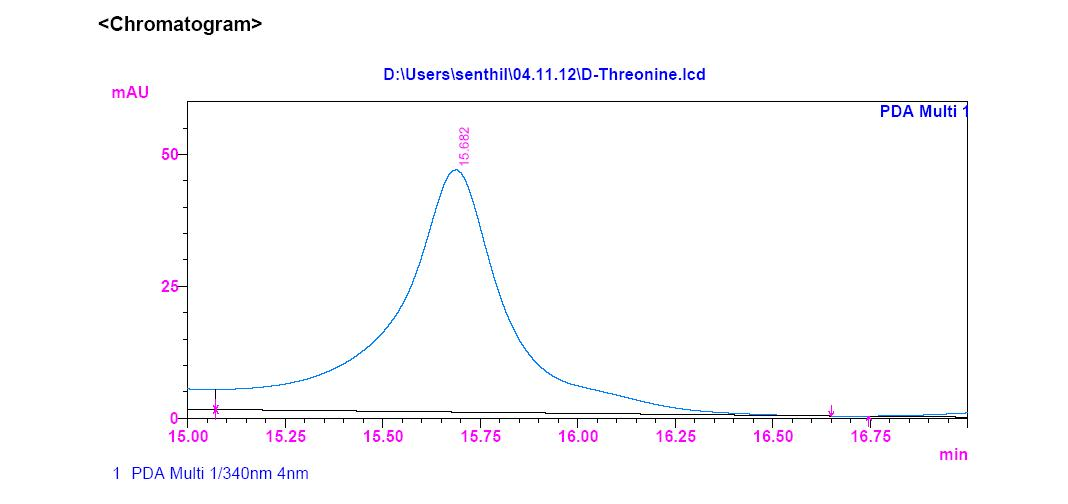 <Chromatogram>
D:\Users\senthil\04.11.12\D-Threonine.lcd
mAU
PDA Multi 1
15.682
50
25
0
15.00 15.25 15.50 15.75 16.00 16.25 16.50 16.75
min
1 PDA Multi 1/340nm 4nm